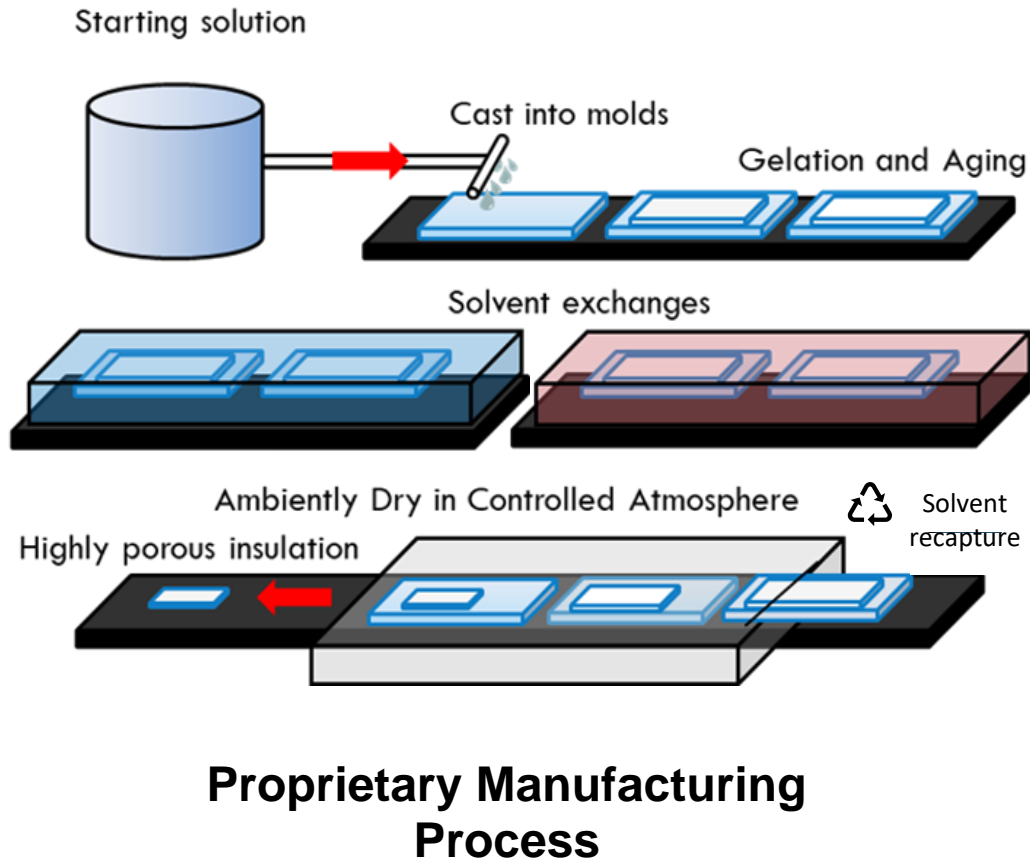 Starting solution
Cast into molds
Gelation and Aging
Solvent exchanges
Ambiently Dry in Controlled Atmosphere
Solvent
recapture
Highly porous insulation
Proprietary Manufacturing
Process